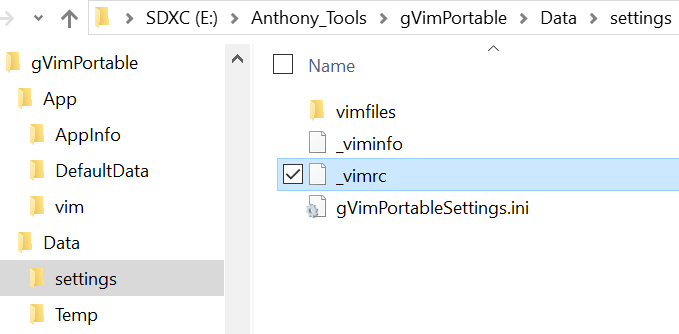 SDXC (E:) > Anthony_Tools > gVimPortable > Data > settings
gVimPortable
App
AppInfo
DefaultData
vim
Data
settings
Temp
Name
vimfiles
_viminfo
_vimrc
gVimPortableSettings.ini